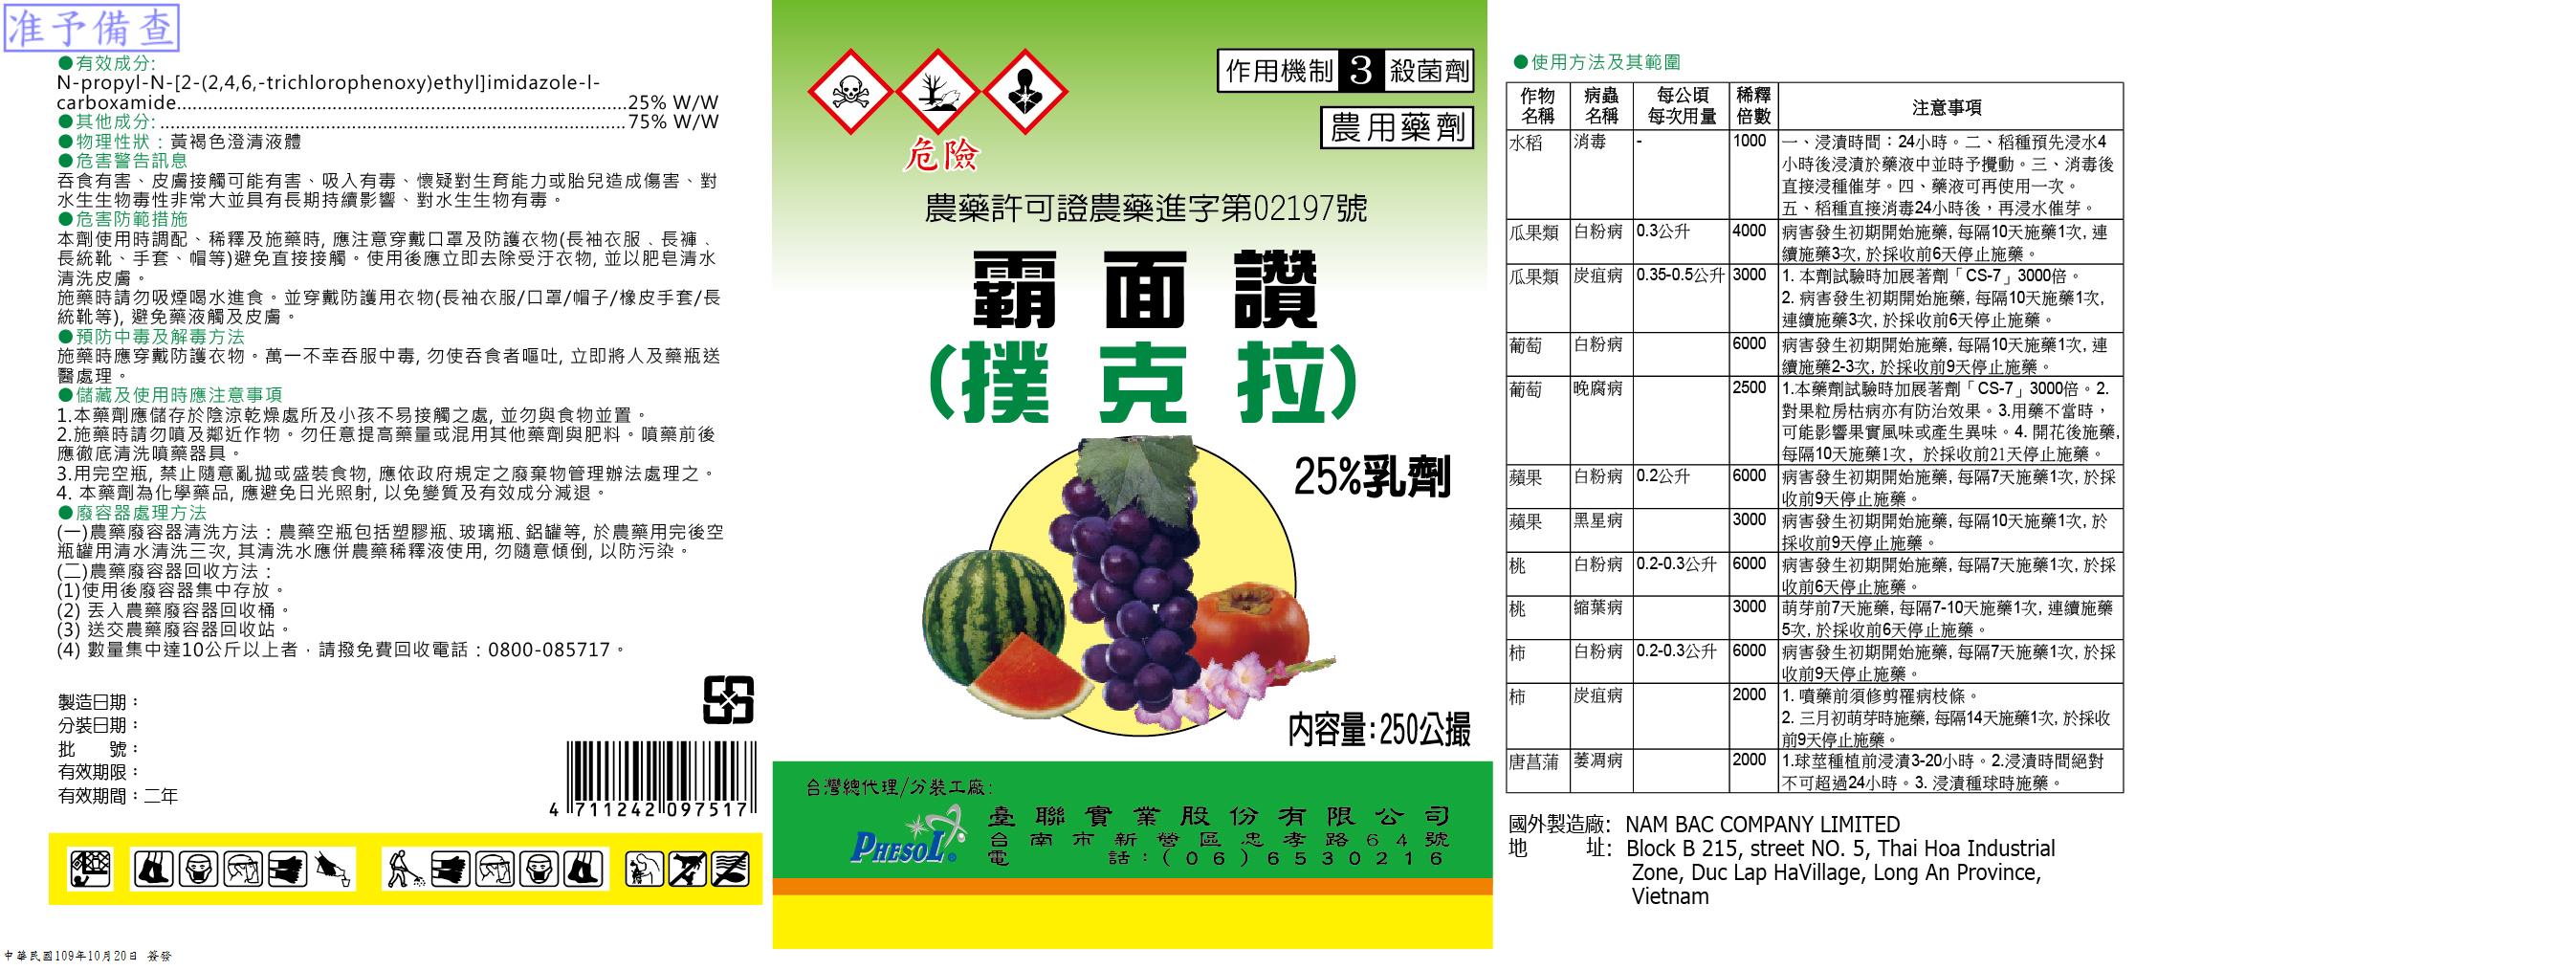 准予備查
●有效成分:
N-propyl-N-[2-(2,4,6,-trichlorophenoxy)ethyl]imidazole-l-
carboxamide...25% W/W
●其他成分:...75% W/W
●物理性狀：黃褐色澄清液體
●危害警告訊息
吞食有害、皮膚接觸可能有害、吸入有毒、懷疑對生育能力或胎兒造成傷害、對
水生生物毒性非常大並具有長期持續影響、對水生生物有毒。
●危害防範措施
本劑使用時調配、稀釋及施藥時, 應注意穿戴口罩及防護衣物(長袖衣服、長褲、
長統靴、手套、帽等)避免直接接觸。使用後應立即去除受汙衣物, 並以肥皂清水
清洗皮膚。
施藥時請勿吸煙喝水進食。並穿戴防護用衣物(長袖衣服/口罩/帽子/橡皮手套/長
統靴等), 避免藥液觸及皮膚。
●預防中毒及解毒方法
施藥時應穿戴防護衣物。萬一不幸吞服中毒, 勿使吞食者嘔吐, 立即將人及藥瓶送
醫處理。
●儲藏及使用時應注意事項
1.本藥劑應儲存於陰涼乾燥處所及小孩不易接觸之處, 並勿與食物並置。
2.施藥時請勿噴及鄰近作物。勿任意提高藥量或混用其他藥劑與肥料。噴藥前後
應徹底清洗噴藥器具。
3.用完空瓶, 禁止隨意亂拋或盛裝食物, 應依政府規定之廢棄物管理辦法處理之。
4. 本藥劑為化學藥品, 應避免日光照射, 以免變質及有效成分減退。
●廢容器處理方法
(一)農藥廢容器清洗方法：農藥空瓶包括塑膠瓶、玻璃瓶、鋁罐等, 於農藥用完後空
瓶罐用清水清洗三次, 其清洗水應併農藥稀釋液使用, 勿隨意傾倒, 以防污染。
(二)農藥廢容器回收方法：
(1)使用後廢容器集中存放。
(2) 丟入農藥廢容器回收桶。
(3) 送交農藥廢容器回收站。
(4) 數量集中達10公斤以上者，請撥免費回收電話：0800-085717。
製造日期：
分裝日期：
批　　號：
有效期限：
有效期間：二年
4 711242 097517
中華民國109年10月20日 簽發
作用機制 3 殺菌劑
農用藥劑
危險
農藥許可證農藥進字第02197號
霸面讚
(撲克拉)
25%乳劑
內容量:250公撮
台灣總代理/分裝工廠:
PHESOL®
臺聯實業股份有限公司
台南市新營區忠孝路64號
電話:(06)6530216
●使用方法及其範圍
作物名稱 病蟲名稱 每公頃每次用量 稀釋倍數 注意事項
水稻 消毒 - 1000 一、浸漬時間：24小時。二、稻種預先浸水4
小時後浸漬於藥液中並時予攪動。三、消毒後
直接浸種催芽。四、藥液可再使用一次。
五、稻種直接消毒24小時後，再浸水催芽。
瓜果類 白粉病 0.3公升 4000 病害發生初期開始施藥, 每隔10天施藥1次, 連
續施藥3次, 於採收前6天停止施藥。
瓜果類 炭疽病 0.35-0.5公升 3000 1. 本劑試驗時加展著劑「CS-7」3000倍。
2. 病害發生初期開始施藥, 每隔10天施藥1次,
連續施藥3次, 於採收前6天停止施藥。
葡萄 白粉病 6000 病害發生初期開始施藥, 每隔10天施藥1次, 連
續施藥2-3次, 於採收前9天停止施藥。
葡萄 晚腐病 2500 1.本藥劑試驗時加展著劑「CS-7」3000倍。2.
對果粒房枯病亦有防治效果。3.用藥不當時，
可能影響果實風味或產生異味。4. 開花後施藥,
每隔10天施藥1次, 於採收前21天停止施藥。
蘋果 白粉病 0.2公升 6000 病害發生初期開始施藥, 每隔7天施藥1次, 於採
收前9天停止施藥。
蘋果 黑星病 3000 病害發生初期開始施藥, 每隔10天施藥1次, 於
採收前9天停止施藥。
桃 白粉病 0.2-0.3公升 6000 病害發生初期開始施藥, 每隔7天施藥1次, 於採
收前6天停止施藥。
桃 縮葉病 3000 萌芽前7天施藥, 每隔7-10天施藥1次, 連續施藥
5次, 於採收前6天停止施藥。
柿 白粉病 0.2-0.3公升 6000 病害發生初期開始施藥, 每隔7天施藥1次, 於採
收前9天停止施藥。
柿 炭疽病 2000 1. 噴藥前須修剪罹病枝條。
2. 三月初萌芽時施藥, 每隔14天施藥1次, 於採收
前9天停止施藥。
唐菖蒲 萎凋病 2000 1.球莖種植前浸漬3-20小時。2.浸漬時間絕對
不可超過24小時。3. 浸漬種球時施藥。
國外製造廠: NAM BAC COMPANY LIMITED
地　　址: Block B 215, street NO. 5, Thai Hoa Industrial
Zone, Duc Lap HaVillage, Long An Province,
Vietnam